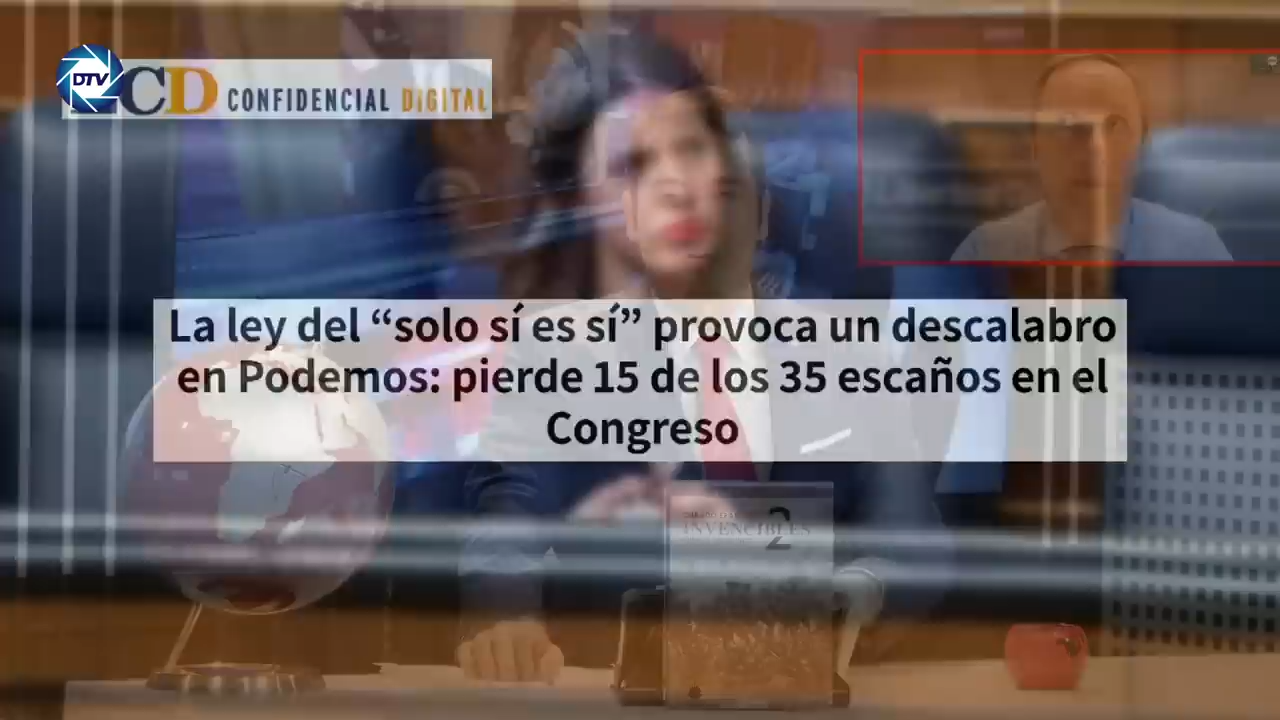 DTV
CD CONFIDENCIAL DIGITAL
La ley del “solo sí es sí” provoca un descalabro
en Podemos: pierde 15 de los 35 escaños en el
Congreso
INVENCIBLES
2